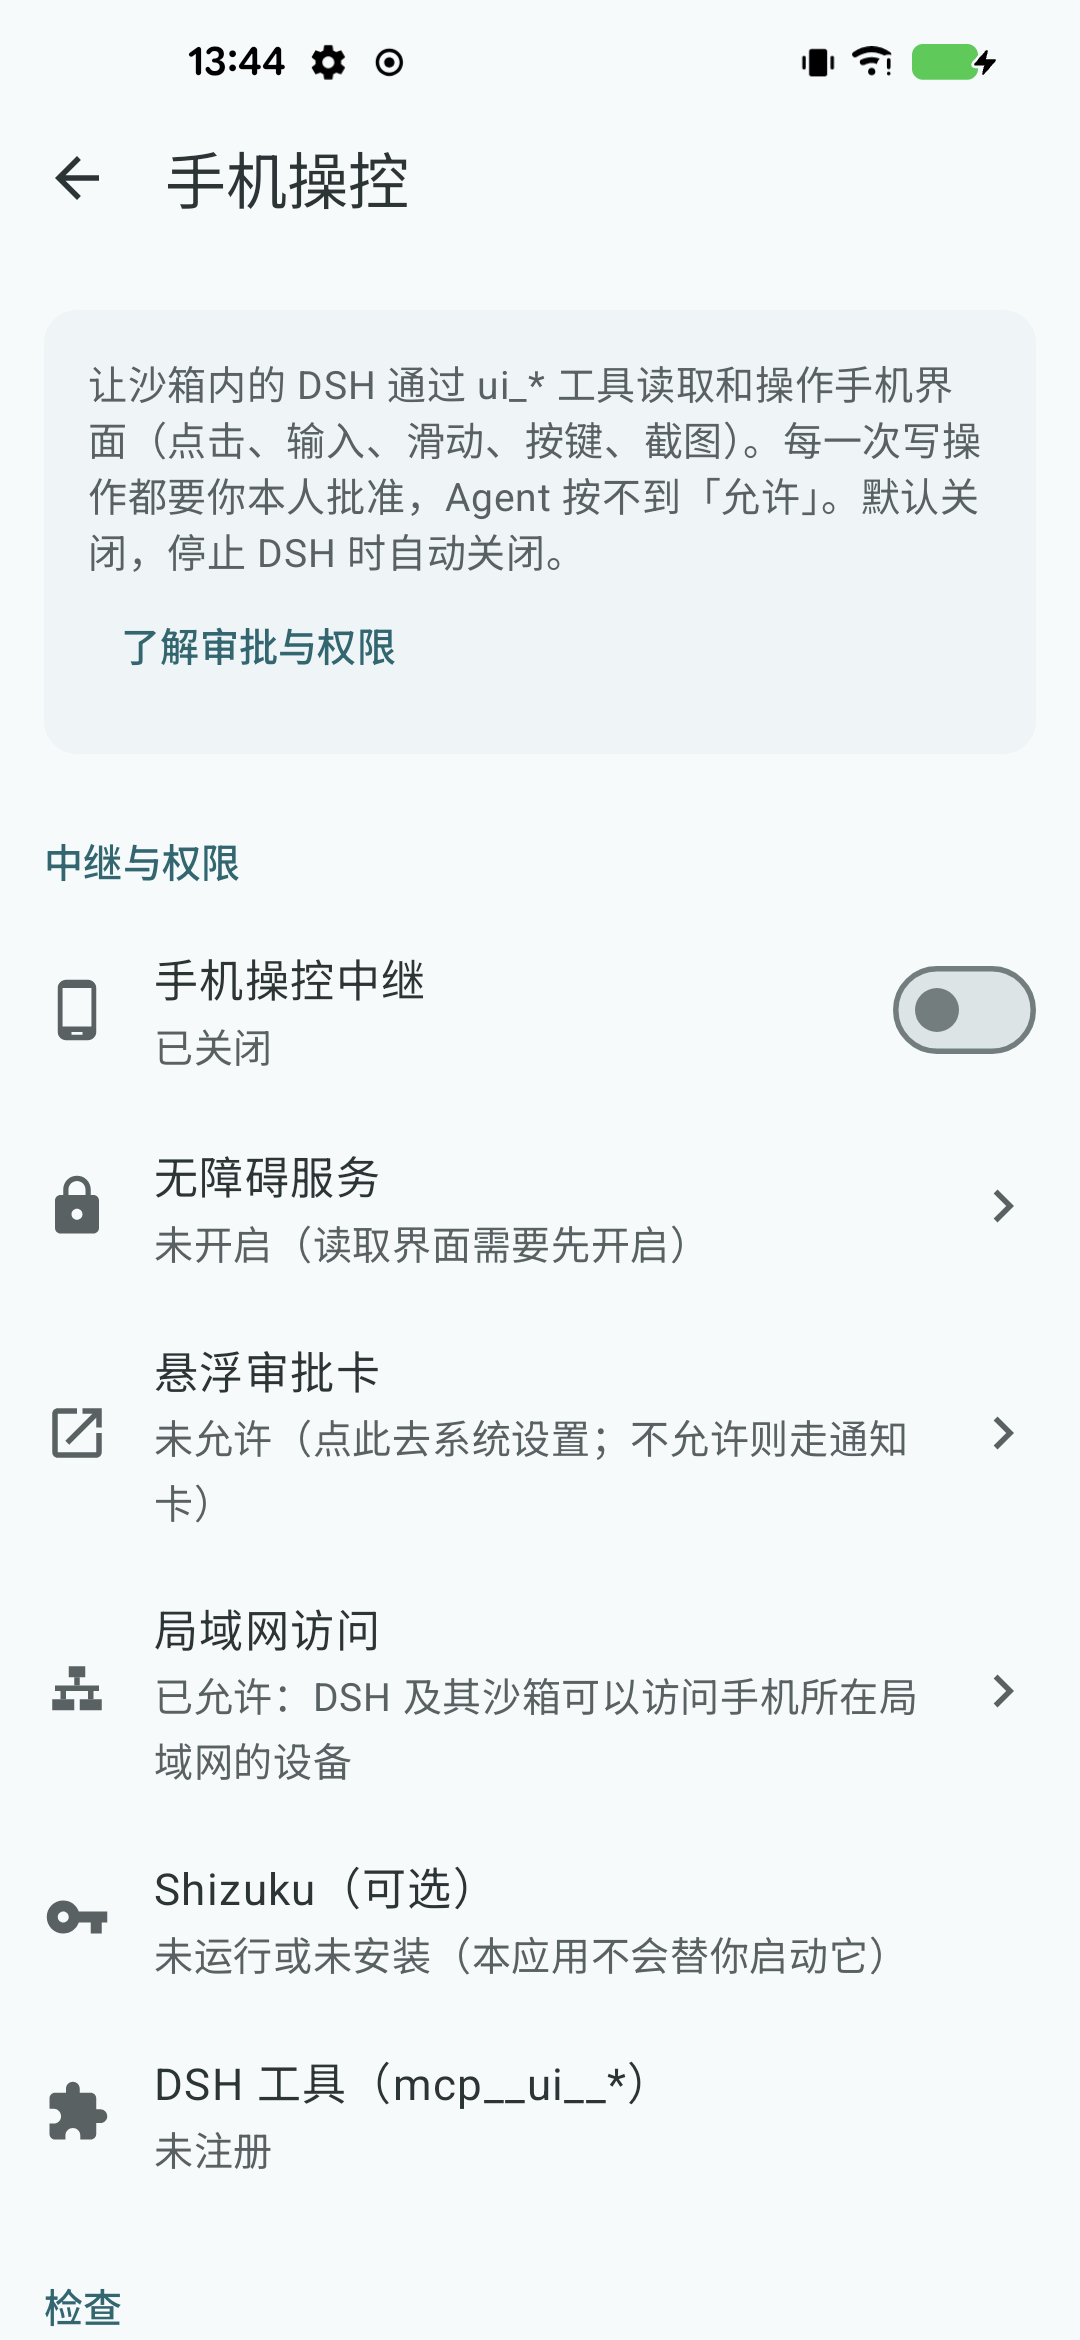 13:44
手机操控
让沙箱内的 DSH 通过 ui_* 工具读取和操作手机界
面（点击、输入、滑动、按键、截图）。每一次写操
作都要你本人批准，Agent 按不到「允许」。默认关
闭，停止 DSH 时自动关闭。
了解审批与权限
中继与权限
手机操控中继
已关闭
无障碍服务
未开启（读取界面需要先开启）
悬浮审批卡
未允许（点此去系统设置；不允许则走通知
卡）
局域网访问
已允许：DSH 及其沙箱可以访问手机所在局
域网的设备
Shizuku（可选）
未运行或未安装（本应用不会替你启动它）
DSH 工具（mcp__ui__*）
未注册
检查